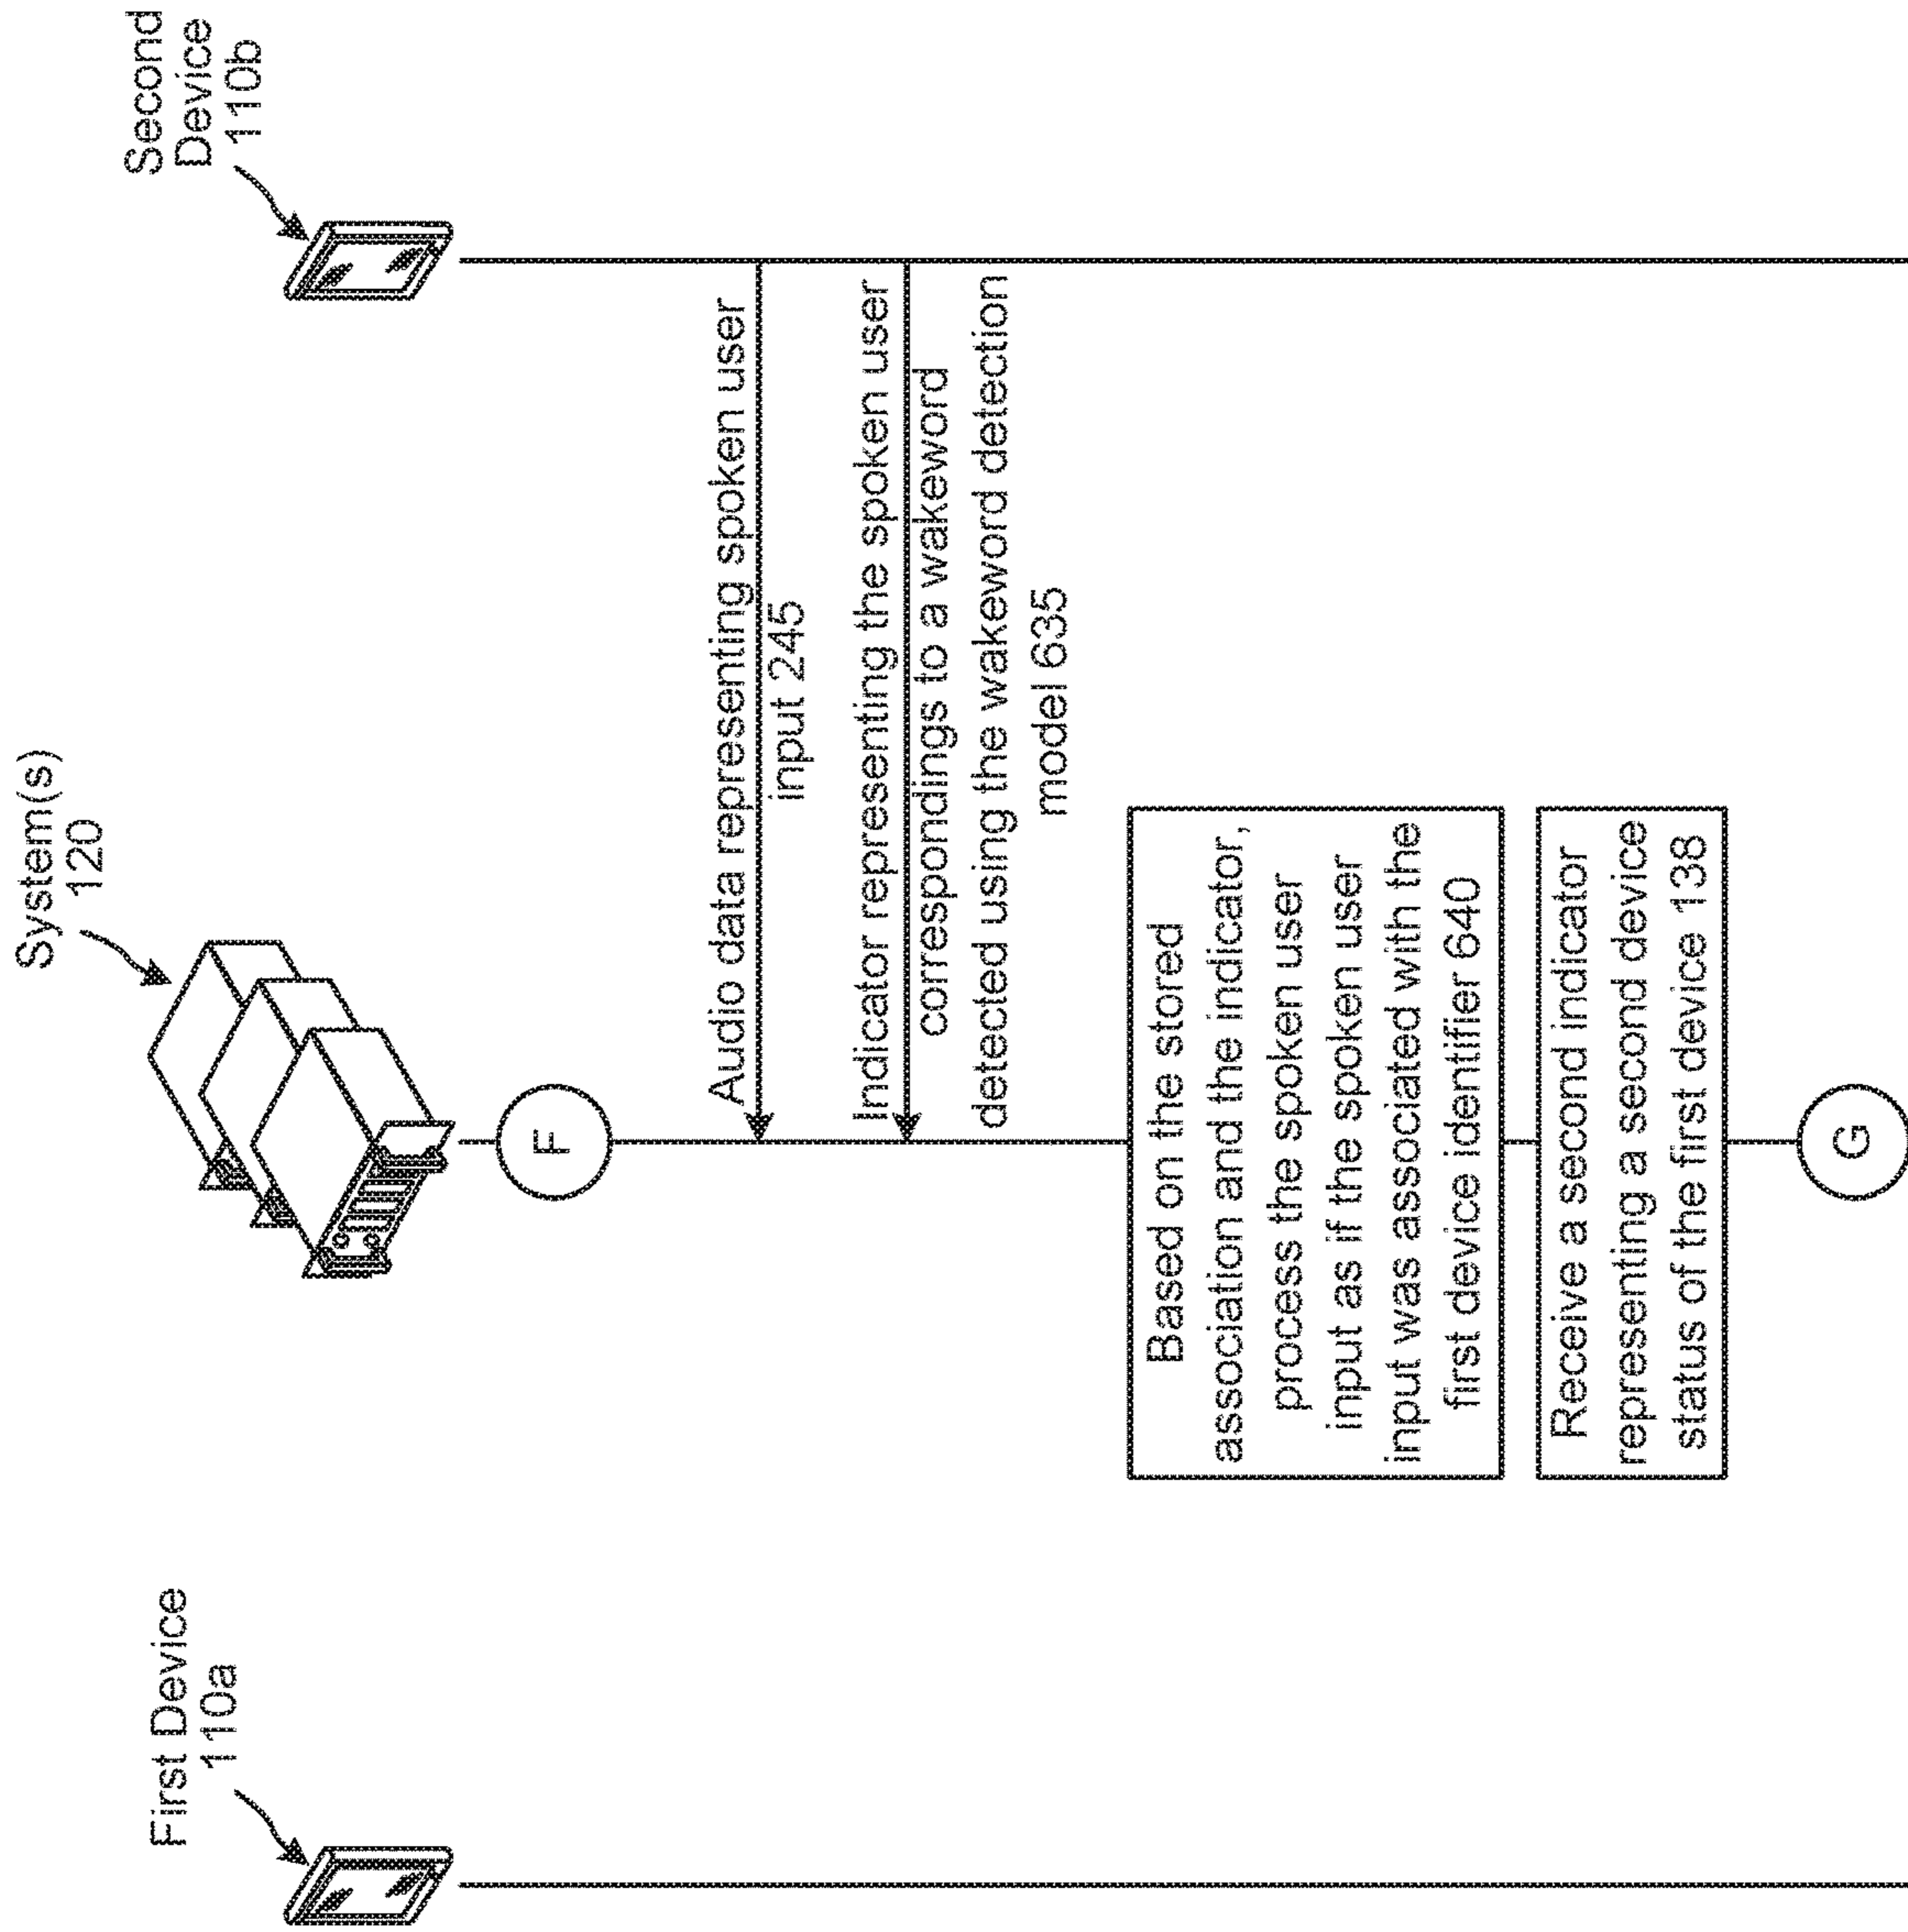 First Device
110a
System(s)
120
Second
Device
110b
F
Audio data representing spoken user
input 245
Indicator representing the spoken user
correspondings to a wakeword
detected using the wakeword detection
model 635
Based on the stored
association and the indicator,
process the spoken user
input as if the spoken user
input was associated with the
first device identifier 640
Receive a second indicator
representing a second device
status of the first device 138
G